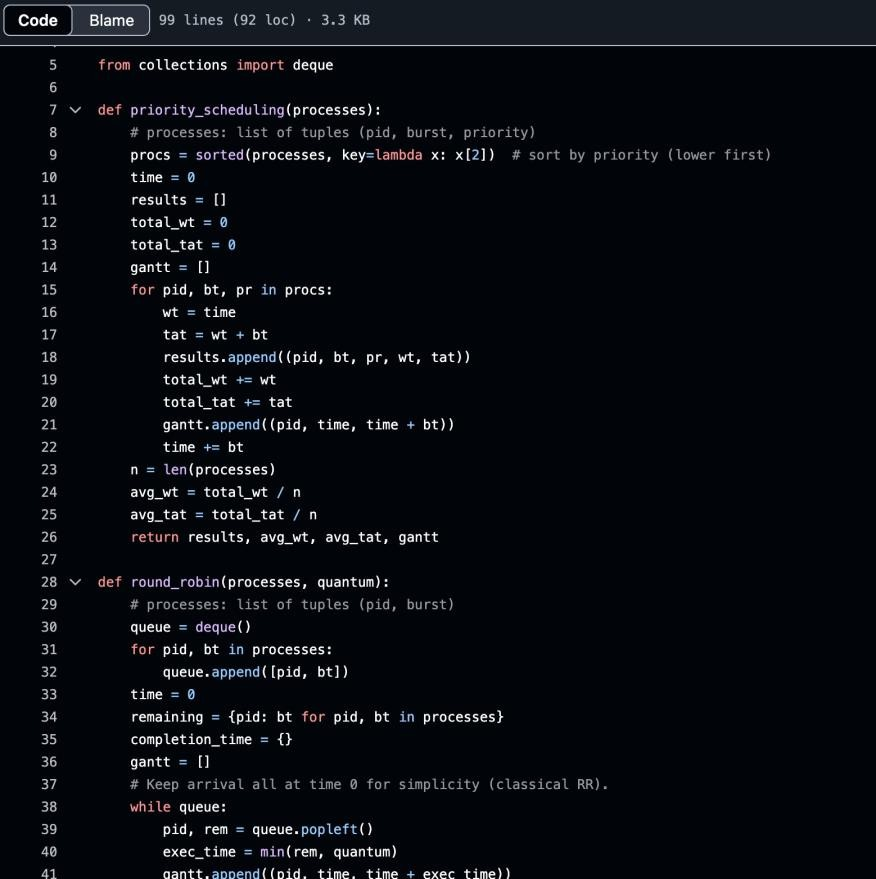 Code Blame 99 lines (92 loc) · 3.3 KB
5 from collections import deque
6
7 def priority_scheduling(processes):
8     # processes: list of tuples (pid, burst, priority)
9     procs = sorted(processes, key=lambda x: x[2])  # sort by priority (lower first)
10     time = 0
11     results = []
12     total_wt = 0
13     total_tat = 0
14     gantt = []
15     for pid, bt, pr in procs:
16         wt = time
17         tat = wt + bt
18         results.append((pid, bt, pr, wt, tat))
19         total_wt += wt
20         total_tat += tat
21         gantt.append((pid, time, time + bt))
22         time += bt
23     n = len(processes)
24     avg_wt = total_wt / n
25     avg_tat = total_tat / n
26     return results, avg_wt, avg_tat, gantt
27
28 def round_robin(processes, quantum):
29     # processes: list of tuples (pid, burst)
30     queue = deque()
31     for pid, bt in processes:
32         queue.append([pid, bt])
33     time = 0
34     remaining = {pid: bt for pid, bt in processes}
35     completion_time = {}
36     gantt = []
37     # Keep arrival all at time 0 for simplicity (classical RR).
38     while queue:
39         pid, rem = queue.popleft()
40         exec_time = min(rem, quantum)
41         gantt.append((pid, time, time + exec_time))